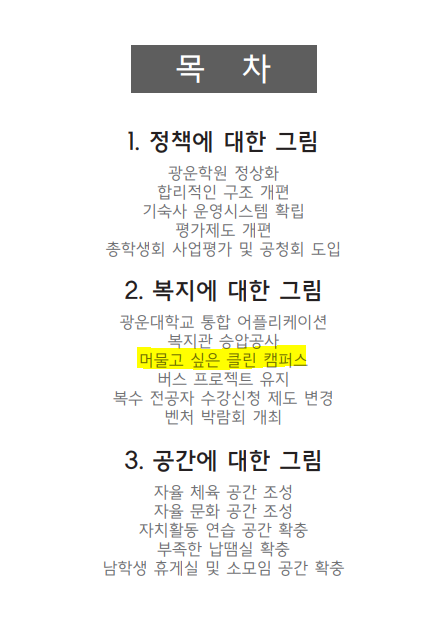 목 차
1. 정책에 대한 그림
광운학원 정상화
합리적인 구조 개편
기숙사 운영시스템 확립
평가제도 개편
총학생회 사업평가 및 공청회 도입
2. 복지에 대한 그림
광운대학교 통합 어플리케이션
복지관 승압공사
머물고 싶은 클린 캠퍼스
버스 프로젝트 유지
복수 전공자 수강신청 제도 변경
벤처 박람회 개최
3. 공간에 대한 그림
자율 체육 공간 조성
자율 문화 공간 조성
자치활동 연습 공간 확충
부족한 납땜실 확충
남학생 휴게실 및 소모임 공간 확충